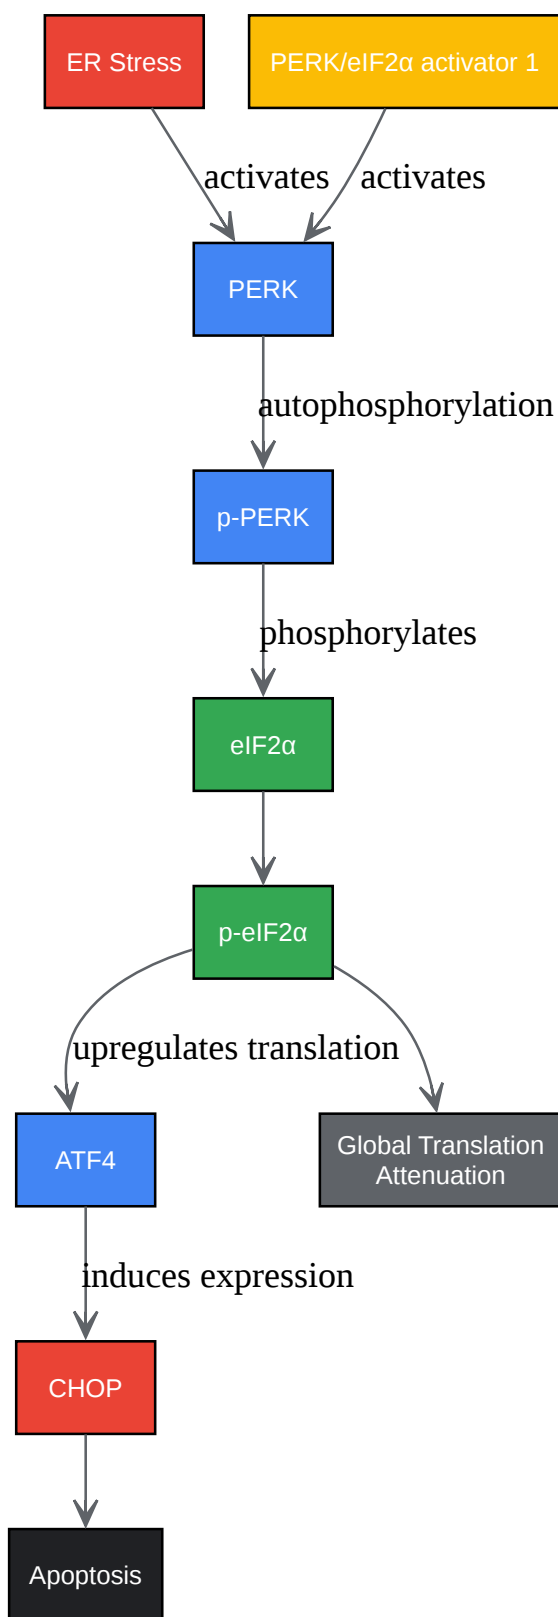 ER Stress
PERK/eIF2α activator 1
activates
activates
PERK
autophosphorylation
p-PERK
phosphorylates
eIF2α
p-eIF2α
upregulates translation
ATF4
Global Translation
Attenuation
induces expression
CHOP
Apoptosis